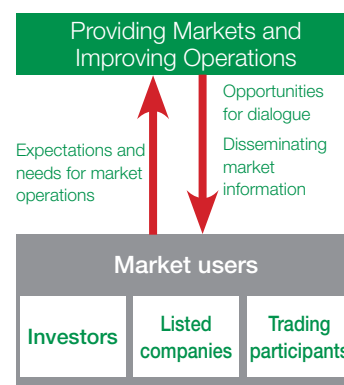 Providing Markets and
Improving Operations
Opportunities
for dialogue
Disseminating
market
information
Expectations and
needs for market
operations
Market users
Investors
Listed
companies
Trading
participants